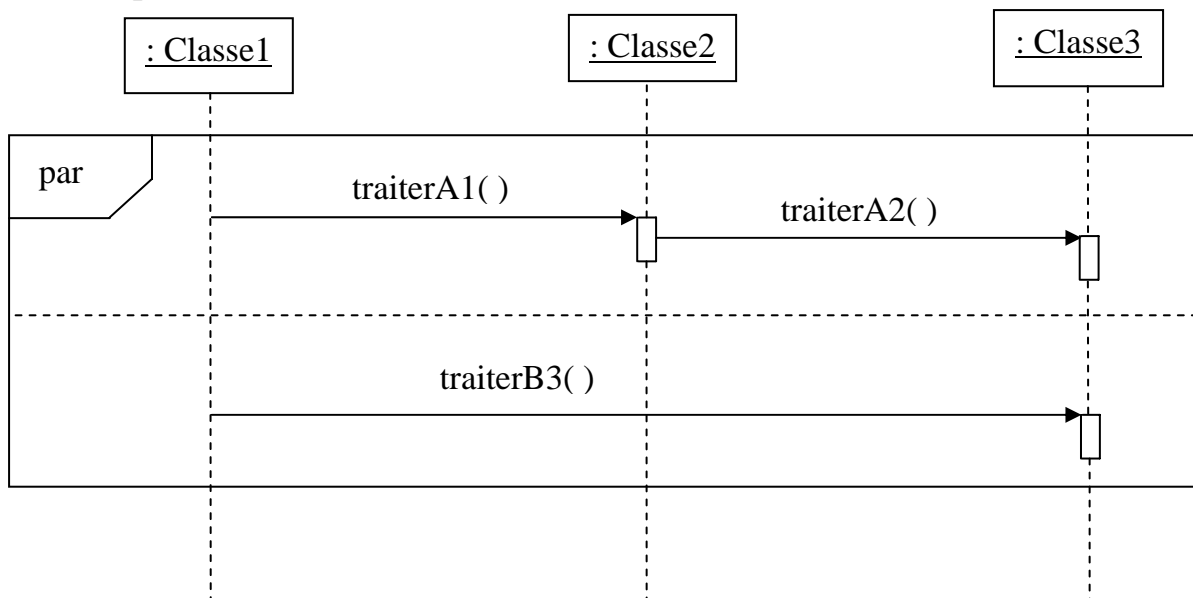 : Classe1
: Classe2
: Classe3
par
traiterA1( )
traiterA2( )
traiterB3( )